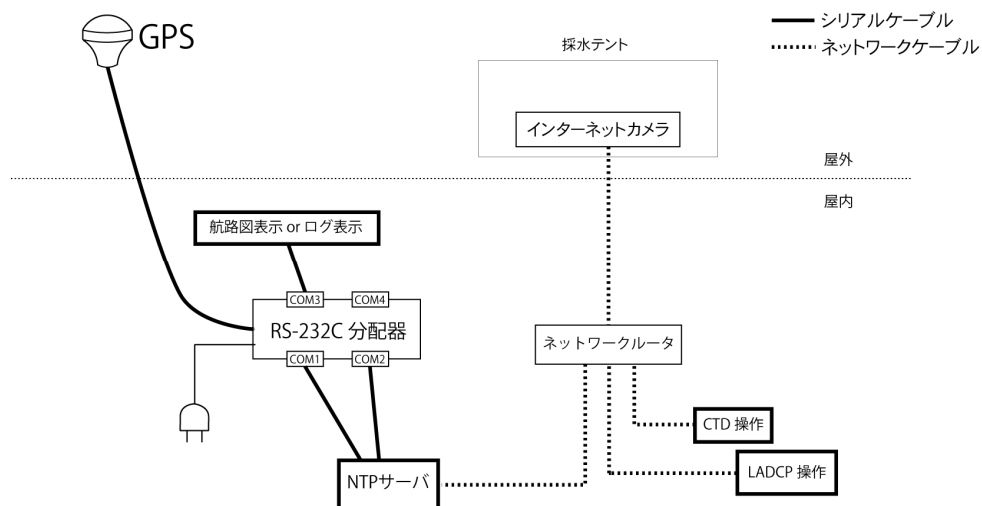 GPS
シリアルケーブル
ネットワークケーブル
採水テント
インターネットカメラ
屋外
屋内
航路図表示 or ログ表示
COM3
COM4
RS-232C 分配器
COM1
COM2
ネットワークルータ
CTD 操作
LADCP 操作
NTPサーバ